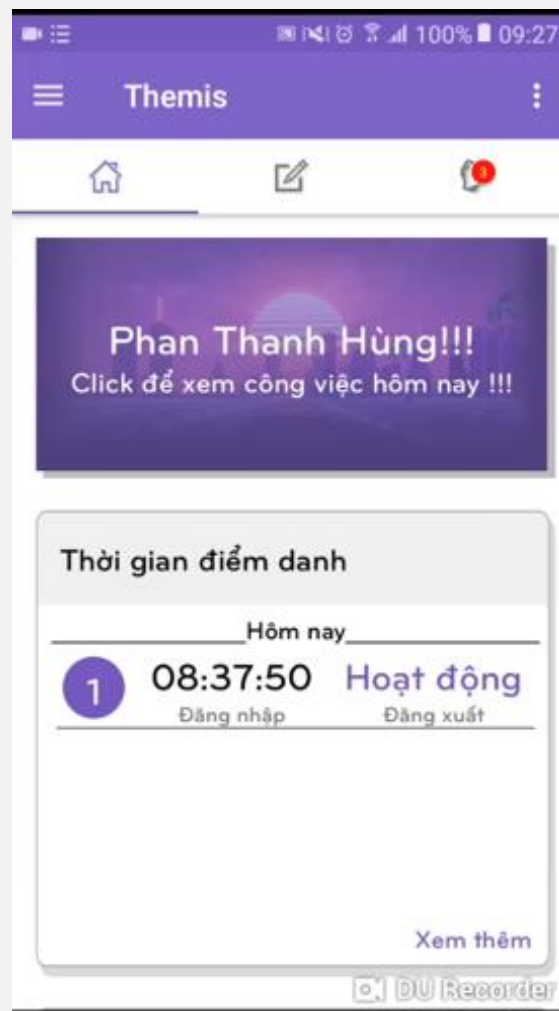 100% 09:27
Themis
3
Phan Thanh Hùng!!!
Click để xem công việc hôm nay !!!
Thời gian điểm danh
Hôm nay
1 08:37:50 Hoạt động
Đăng nhập Đăng xuất
Xem thêm
DU Recorder